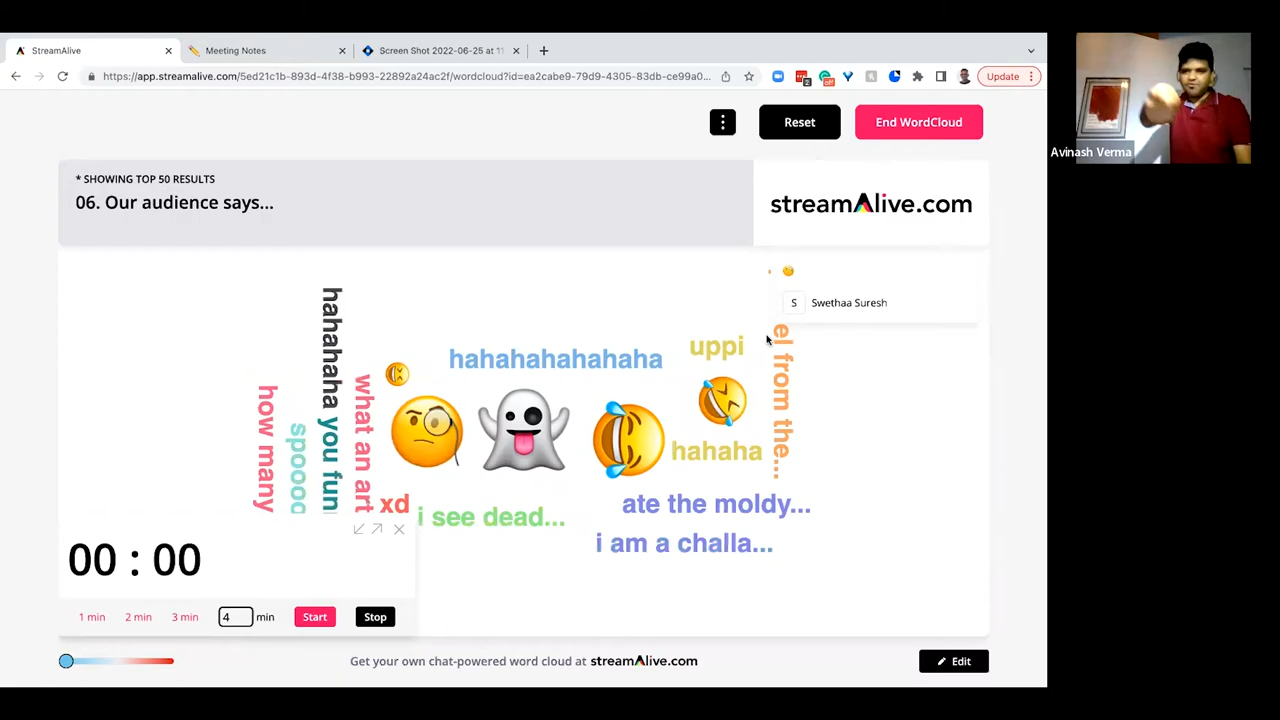 StreamAlive
Meeting Notes
Screen Shot 2022-06-25 at 11
https://app.streamalive.com/5ed21c1b-893d-4f38-b993-22892a24ac2f/wordcloud?id=ea2cabe9-79d9-4305-83db-ce99a0...
2
off
Update
Avinash Verma
Reset
End WordCloud
* SHOWING TOP 50 RESULTS
06. Our audience says...
streamAlive.com
S
Swethaa Suresh
hahahaha
you fun
how many
spoooo
what an art
hahahahahahaha
uppi
el from the...
hahaha
xd
i see dead...
ate the moldy...
i am a challa...
00 : 00
1 min
2 min
3 min
4
min
Start
Stop
Get your own chat-powered word cloud at streamAlive.com
Edit